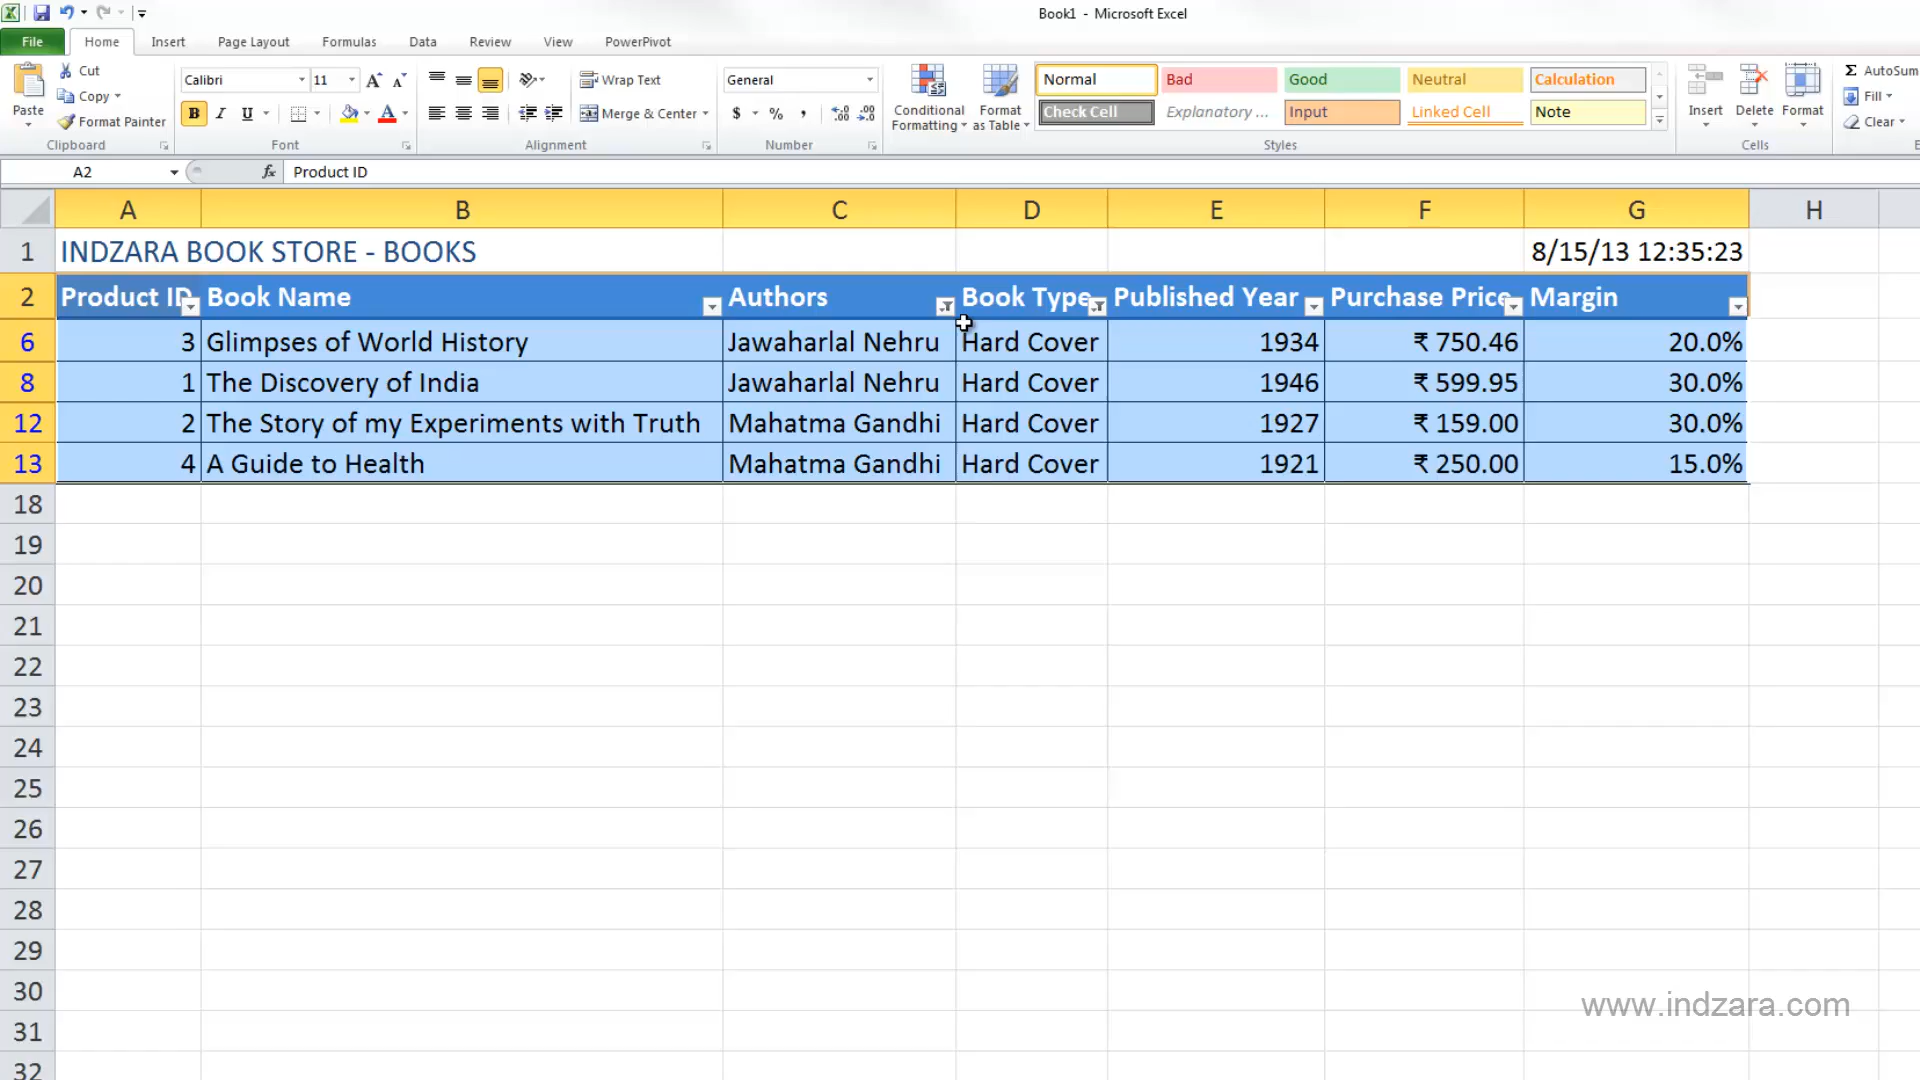 Book1 - Microsoft Excel
File Home Insert Page Layout Formulas Data Review View PowerPivot
Paste Cut Copy Format Painter
Calibri 11
B I U
Wrap Text
Merge & Center
General
$ % ,
Conditional Formatting
Format as Table
Normal Bad Good Neutral Calculation
Check Cell Explanatory ... Input Linked Cell Note
Insert Delete Format
Σ AutoSum
Fill
Clear
Clipboard Font Alignment Number Styles Cells
A2 fx Product ID
A B C D E F G H
1 INDZARA BOOK STORE - BOOKS 8/15/13 12:35:23
2 Product ID Book Name Authors Book Type Published Year Purchase Price Margin
6 3 Glimpses of World History Jawaharlal Nehru Hard Cover 1934 ₹ 750.46 20.0%
8 1 The Discovery of India Jawaharlal Nehru Hard Cover 1946 ₹ 599.95 30.0%
12 2 The Story of my Experiments with Truth Mahatma Gandhi Hard Cover 1927 ₹ 159.00 30.0%
13 4 A Guide to Health Mahatma Gandhi Hard Cover 1921 ₹ 250.00 15.0%
18
19
20
21
22
23
24
25
26
27
28
29
30
31
32
www.indzara.com